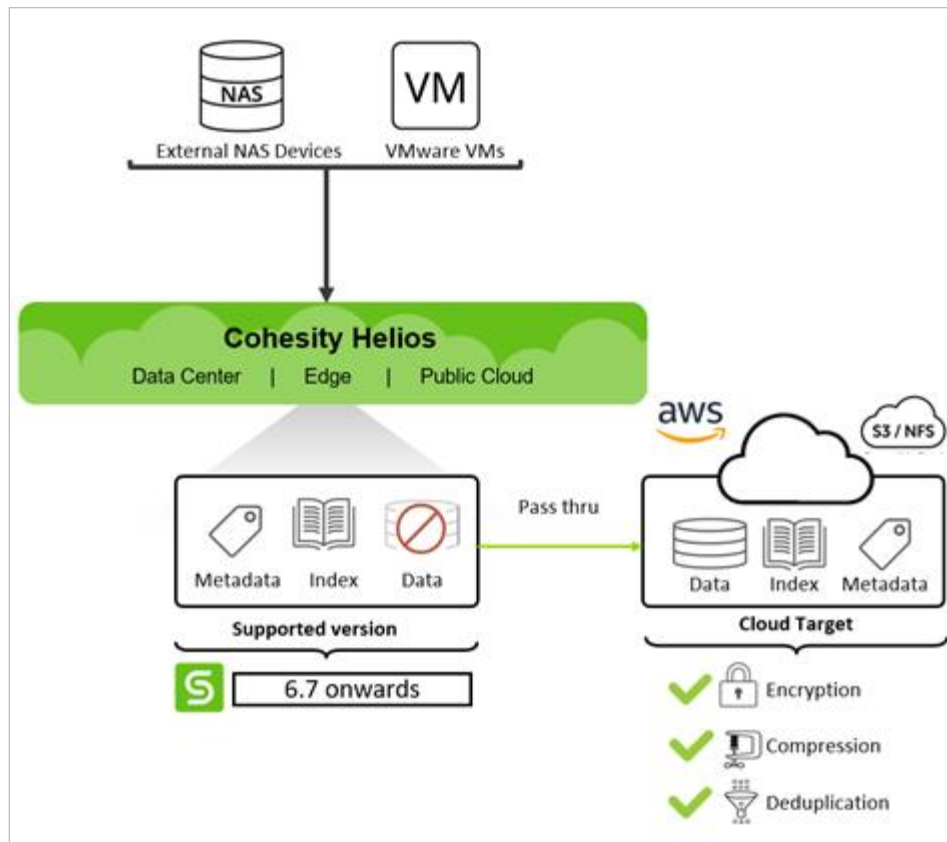 NAS
VM
External NAS Devices
VMware VMs
Cohesity Helios
Data Center | Edge | Public Cloud
aws
S3 / NFS
Metadata
Index
Data
Pass thru
Data
Index
Metadata
Supported version
Cloud Target
6.7 onwards
Encryption
Compression
Deduplication